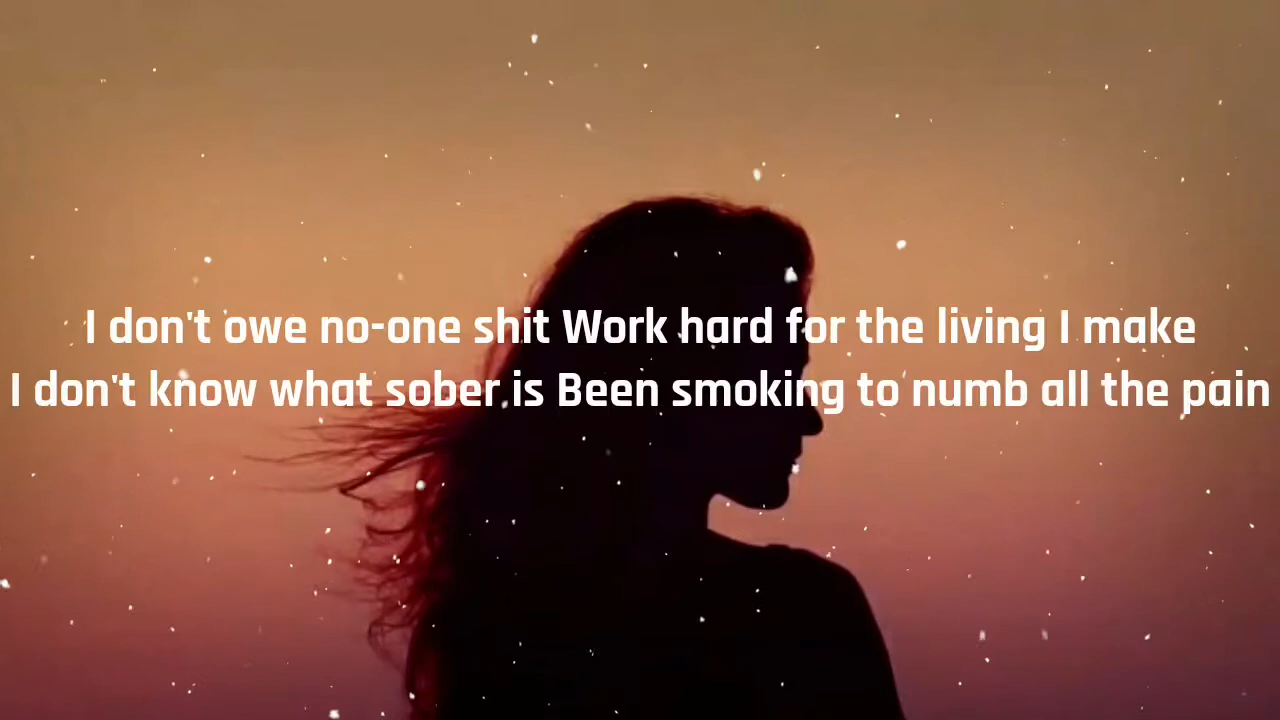 I don't owe no-one shit Work hard for the living I make
I don't know what sober is Been smoking to numb all the pain